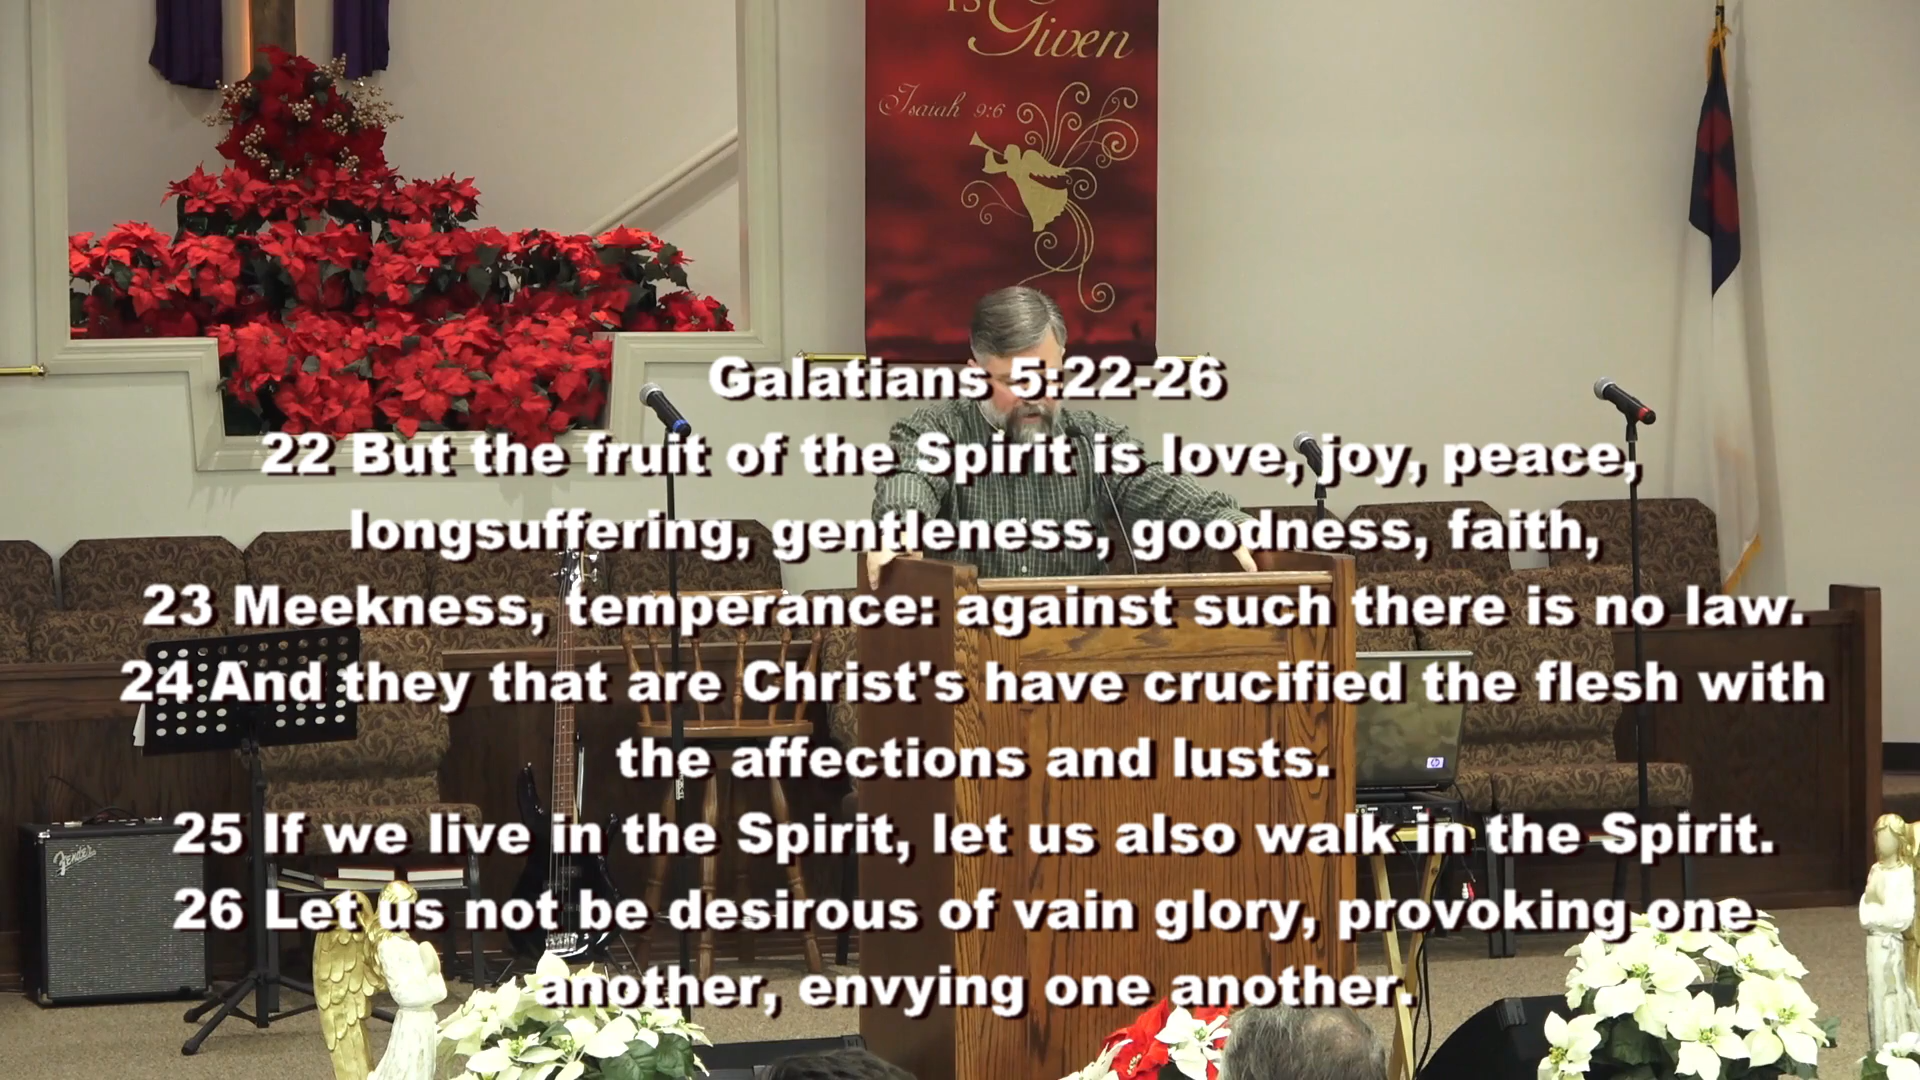 is
Given
Isaiah 9:6
Galatians 5:22-26
22 But the fruit of the Spirit is love, joy, peace,
longsuffering, gentleness, goodness, faith,
23 Meekness, temperance: against such there is no law.
24 And they that are Christ's have crucified the flesh with
the affections and lusts.
25 If we live in the Spirit, let us also walk in the Spirit.
26 Let us not be desirous of vain glory, provoking one
another, envying one another.
Fender
hp